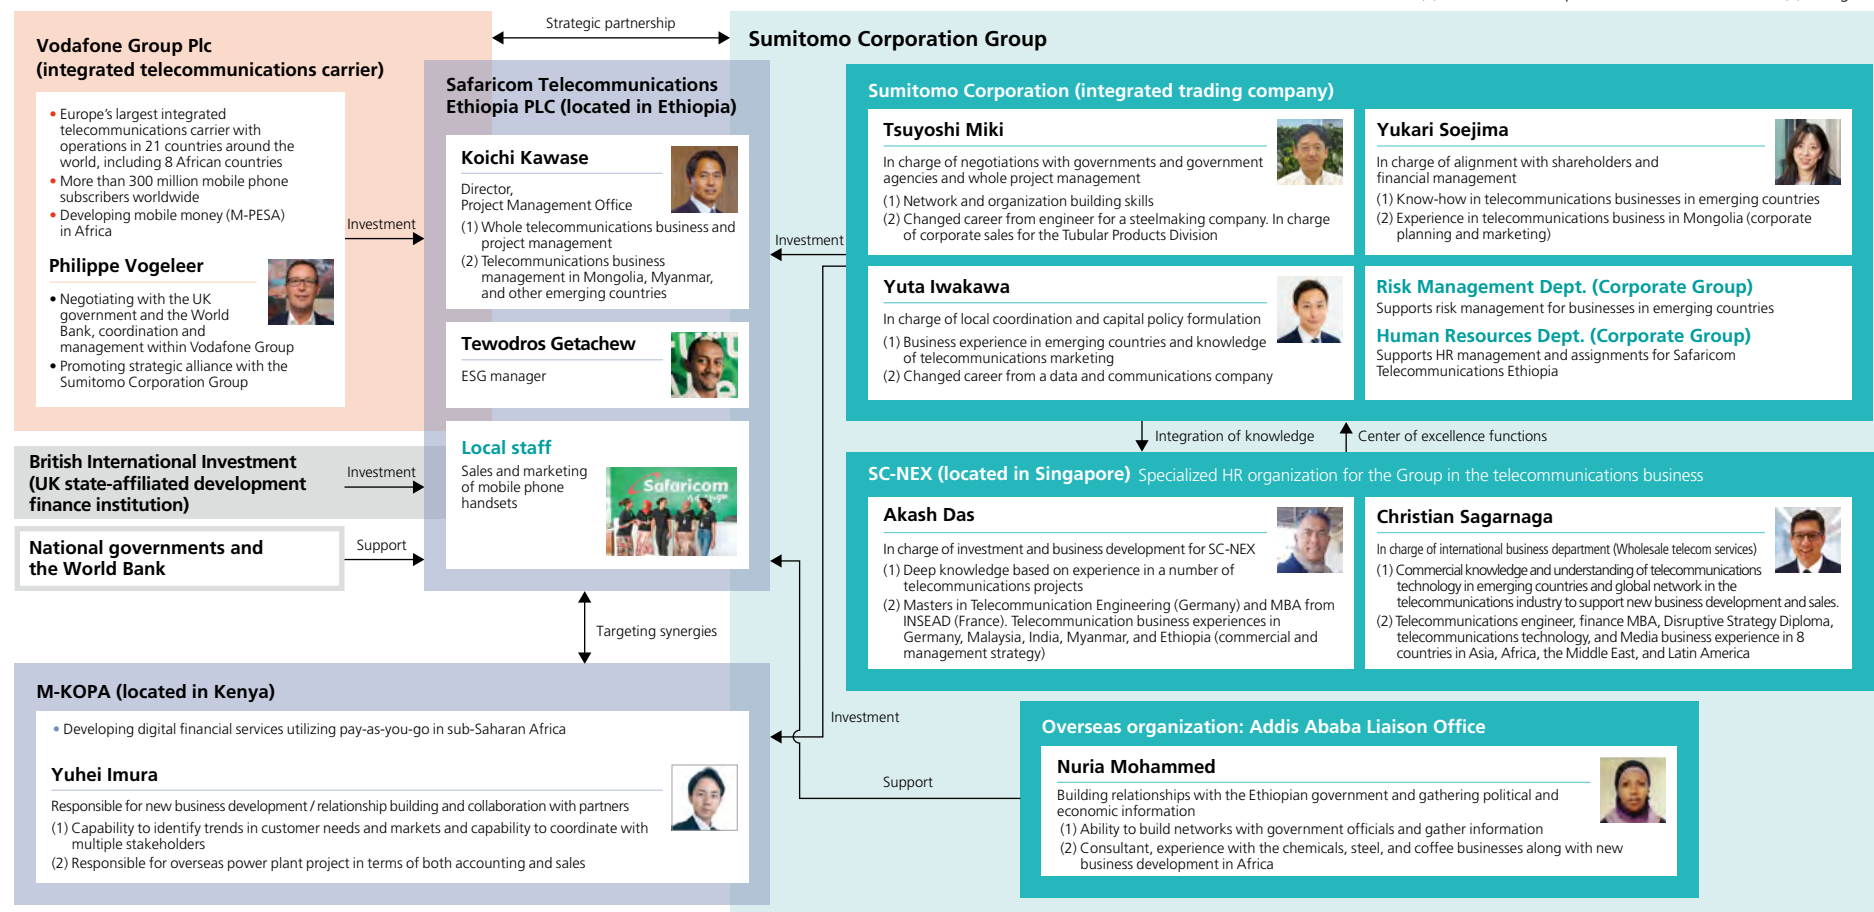 Strategic partnership
Vodafone Group Plc
(integrated telecommunications carrier)
• Europe's largest integrated
telecommunications carrier with
operations in 21 countries around the
world, including 8 African countries
• More than 300 million mobile phone
subscribers worldwide
• Developing mobile money (M-PESA)
in Africa
Philippe Vogeleer
• Negotiating with the UK
government and the World
Bank, coordination and
management within Vodafone Group
• Promoting strategic alliance with the
Sumitomo Corporation Group
Investment
British International Investment
(UK state-affiliated development
finance institution)
Investment
National governments and
the World Bank
Support
Safaricom Telecommunications
Ethiopia PLC (located in Ethiopia)
Koichi Kawase
Director,
Project Management Office
(1) Whole telecommunications business and
project management
(2) Telecommunications business
management in Mongolia, Myanmar,
and other emerging countries
Tewodros Getachew
ESG manager
Local staff
Sales and marketing
of mobile phone
handsets
Safaricom
Targeting synergies
M-KOPA (located in Kenya)
• Developing digital financial services utilizing pay-as-you-go in sub-Saharan Africa
Yuhei Imura
Responsible for new business development / relationship building and collaboration with partners
(1) Capability to identify trends in customer needs and markets and capability to coordinate with
multiple stakeholders
(2) Responsible for overseas power plant project in terms of both accounting and sales
Sumitomo Corporation Group
Investment
Sumitomo Corporation (integrated trading company)
Tsuyoshi Miki
In charge of negotiations with governments and government
agencies and whole project management
(1) Network and organization building skills
(2) Changed career from engineer for a steelmaking company. In charge
of corporate sales for the Tubular Products Division
Yukari Soejima
In charge of alignment with shareholders and
financial management
(1) Know-how in telecommunications businesses in emerging countries
(2) Experience in telecommunications business in Mongolia (corporate
planning and marketing)
Yuta Iwakawa
In charge of local coordination and capital policy formulation
(1) Business experience in emerging countries and knowledge
of telecommunications marketing
(2) Changed career from a data and communications company
Risk Management Dept. (Corporate Group)
Supports risk management for businesses in emerging countries
Human Resources Dept. (Corporate Group)
Supports HR management and assignments for Safaricom
Telecommunications Ethiopia
Integration of knowledge
Center of excellence functions
SC-NEX (located in Singapore) Specialized HR organization for the Group in the telecommunications business
Akash Das
In charge of investment and business development for SC-NEX
(1) Deep knowledge based on experience in a number of
telecommunications projects
(2) Masters in Telecommunication Engineering (Germany) and MBA from
INSEAD (France). Telecommunication business experiences in
Germany, Malaysia, India, Myanmar, and Ethiopia (commercial and
management strategy)
Christian Sagarnaga
In charge of international business department (Wholesale telecom services)
(1) Commercial knowledge and understanding of telecommunications
technology in emerging countries and global network in the
telecommunications industry to support new business development and sales.
(2) Telecommunications engineer, finance MBA, Disruptive Strategy Diploma,
telecommunications technology, and Media business experience in 8
countries in Asia, Africa, the Middle East, and Latin America
Investment
Support
Overseas organization: Addis Ababa Liaison Office
Nuria Mohammed
Building relationships with the Ethiopian government and gathering political and
economic information
(1) Ability to build networks with government officials and gather information
(2) Consultant, experience with the chemicals, steel, and coffee businesses along with new
business development in Africa